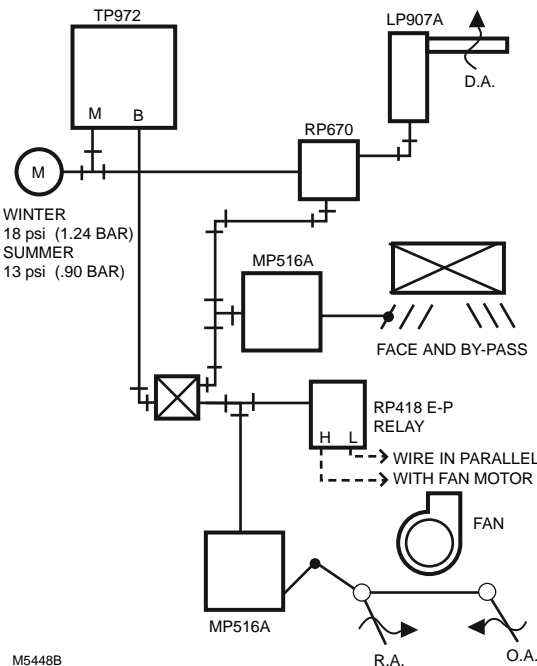 TP972
LP907A
M B
D.A.
RP670
M
WINTER
18 psi (1.24 BAR)
SUMMER
13 psi (.90 BAR)
MP516A
FACE AND BY-PASS
RP418 E-P
RELAY
H L
WIRE IN PARALLEL
WITH FAN MOTOR
FAN
MP516A
R.A.
O.A.
M5448B